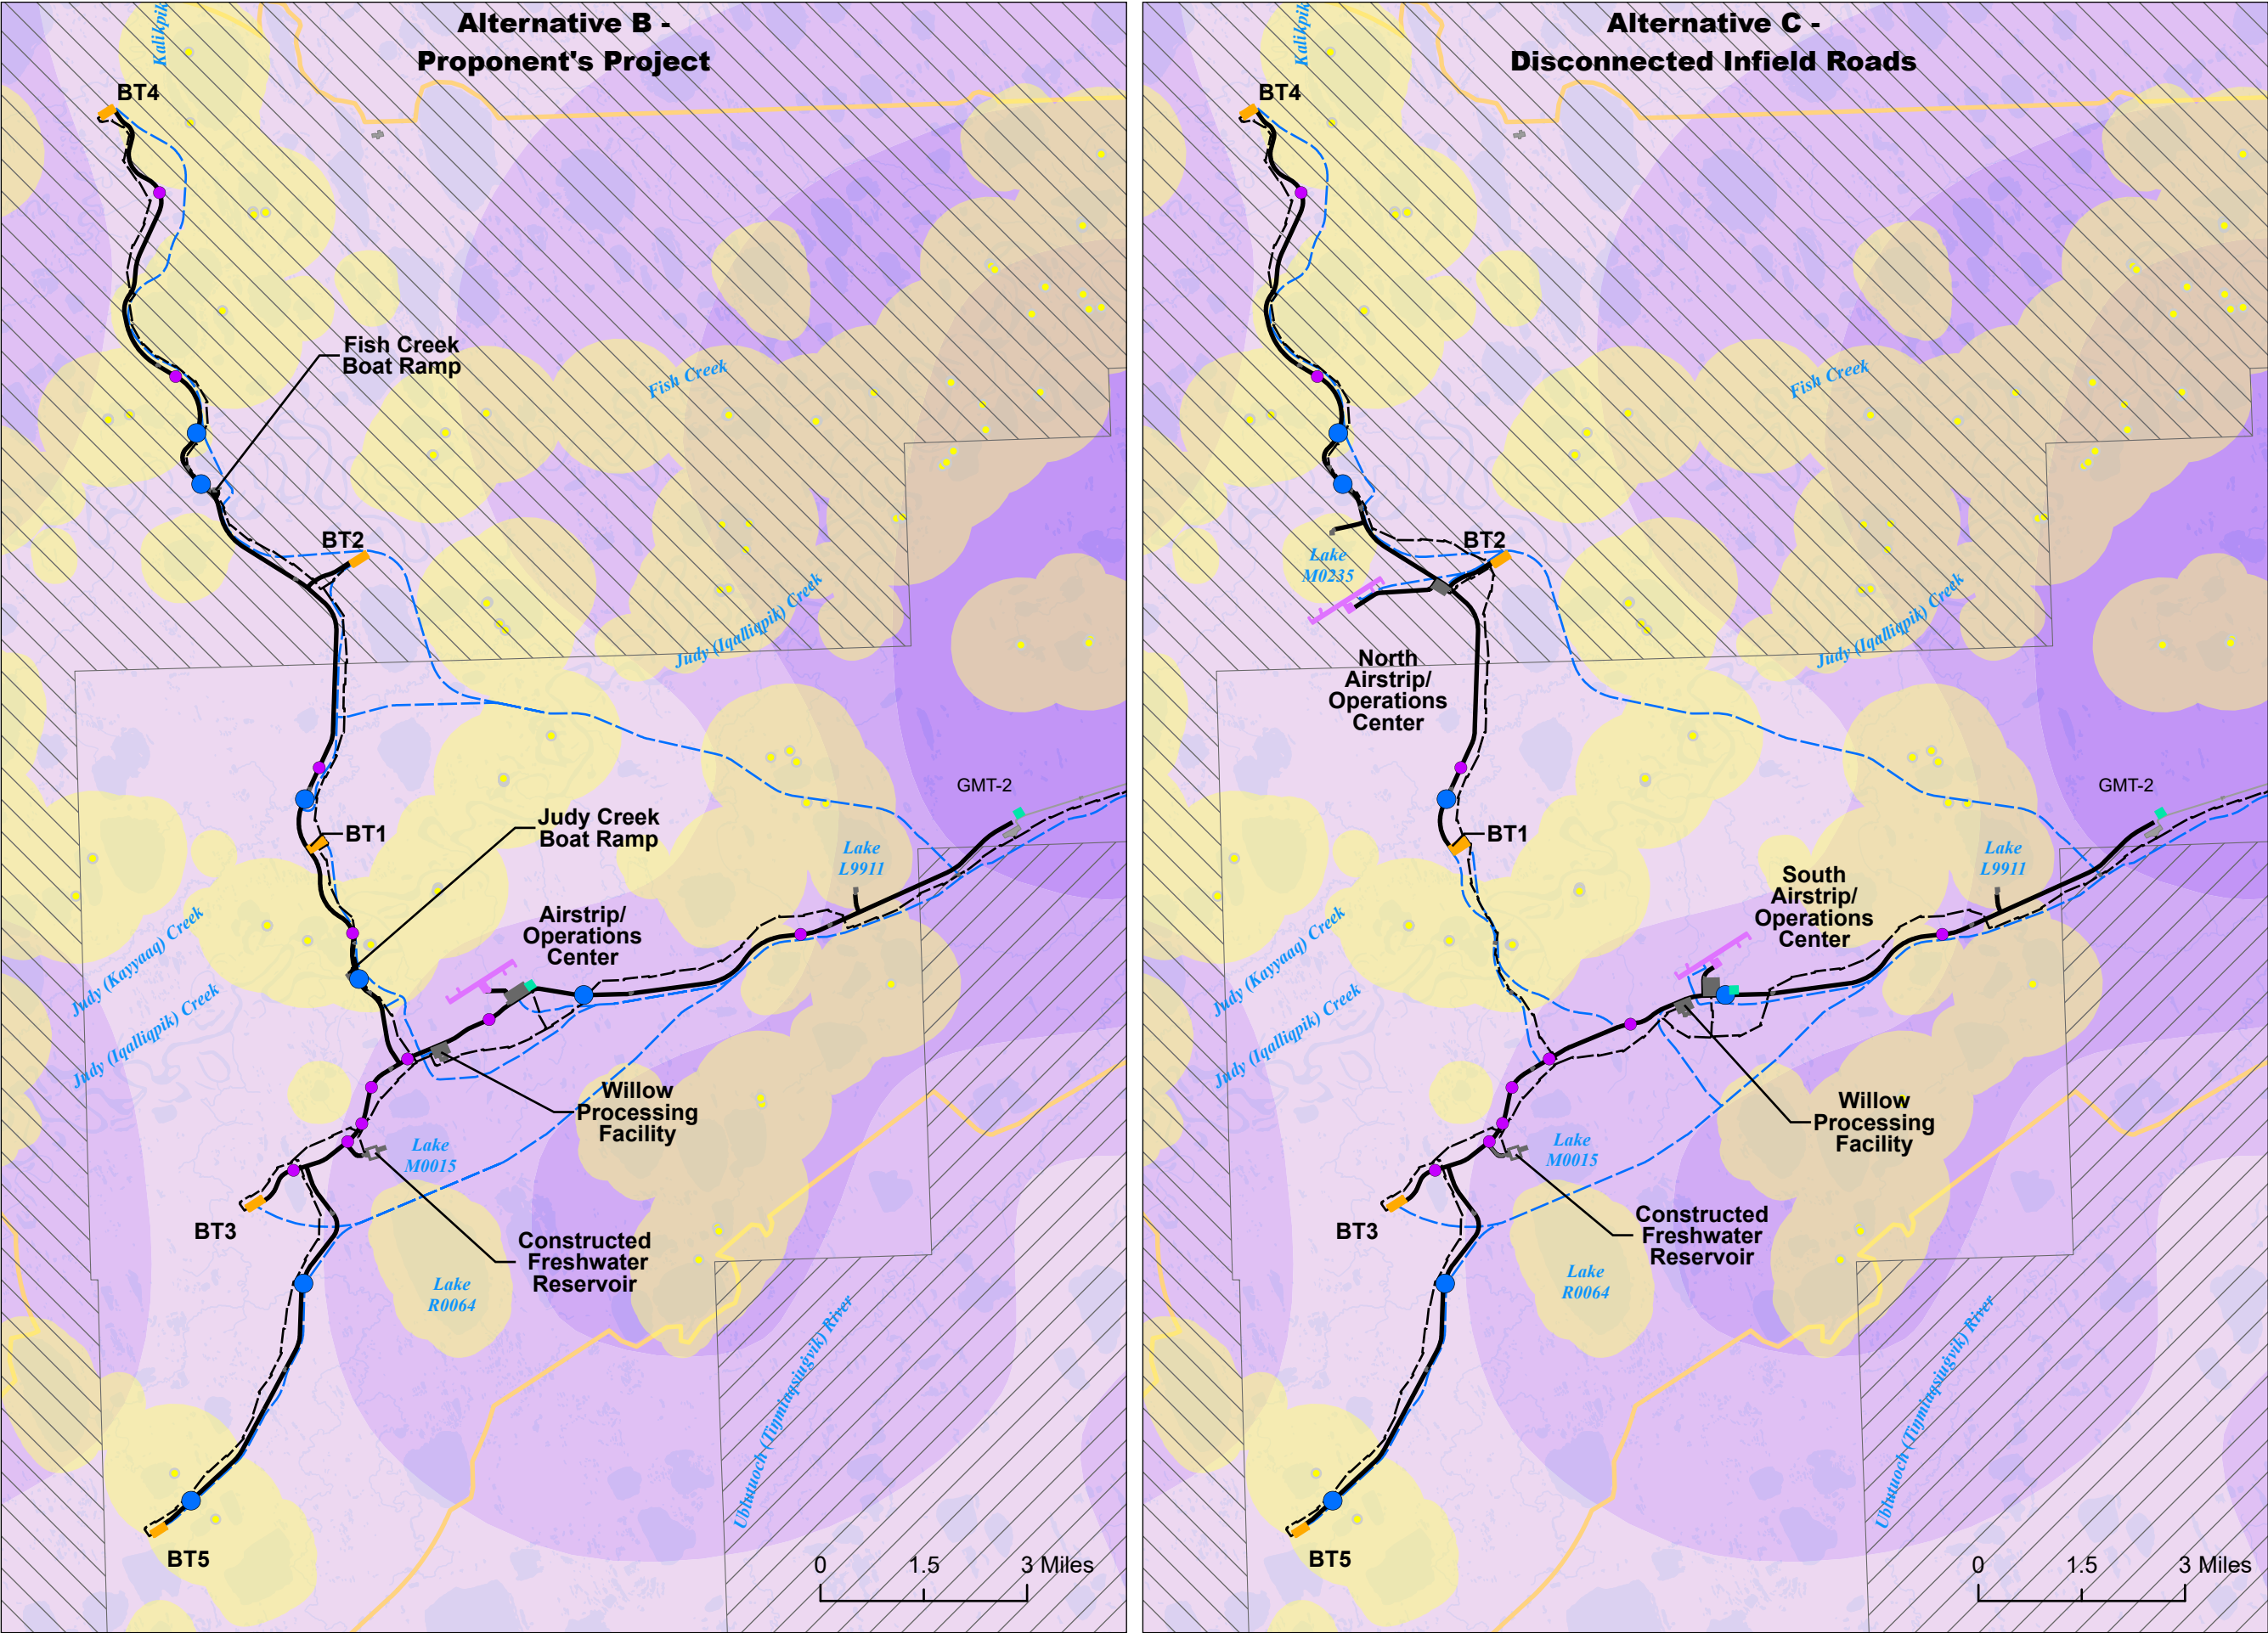 Alternative B -
Proponent's Project
Kalikpik
BT4
Fish Creek
Boat Ramp
Fish Creek
BT2
Judy (Iqalliqpik) Creek
GMT-2
Judy Creek
Boat Ramp
BT1
Lake
L9911
Airstrip/
Operations
Center
Judy (Kayyaaq) Creek
Judy (Iqalliqpik) Creek
Willow
Processing
Facility
Lake
M0015
BT3
Constructed
Freshwater
Reservoir
Lake
R0064
Ublutuoch (Tiŋmiaqsiuġvik) River
BT5
0 1.5 3 Miles
Alternative C -
Disconnected Infield Roads
Kalikpik
BT4
Fish Creek
BT2
Lake
M0235
Judy (Iqalliqpik) Creek
North
Airstrip/
Operations
Center
GMT-2
BT1
Lake
L9911
South
Airstrip/
Operations
Center
Judy (Kayyaaq) Creek
Judy (Iqalliqpik) Creek
Willow
Processing
Facility
Lake
M0015
BT3
Constructed
Freshwater
Reservoir
Lake
R0064
Ublutuoch (Tiŋmiaqsiuġvik) River
BT5
0 1.5 3 Miles